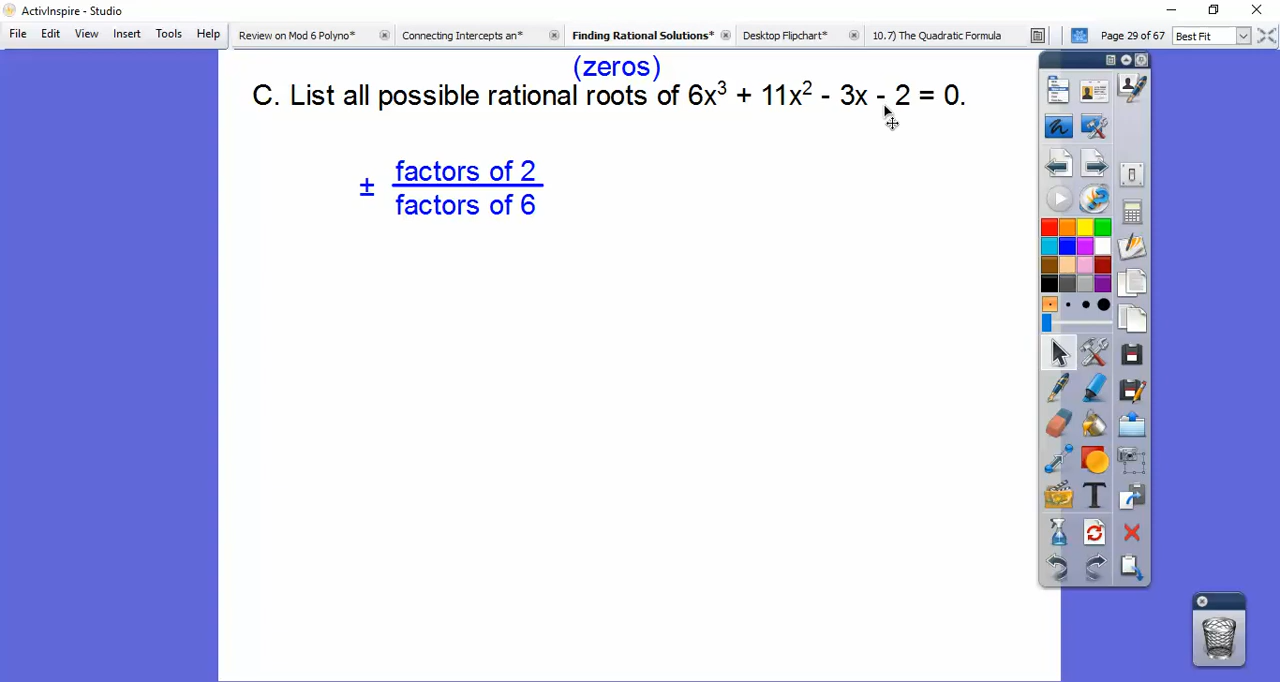 ActivInspire - Studio
File Edit View Insert Tools Help
Review on Mod 6 Polyno* Connecting Intercepts an* Finding Rational Solutions* Desktop Flipchart* 10.7) The Quadratic Formula Page 29 of 67 Best Fit
(zeros)
C. List all possible rational roots of 6x³ + 11x² - 3x - 2 = 0.
± factors of 2
factors of 6